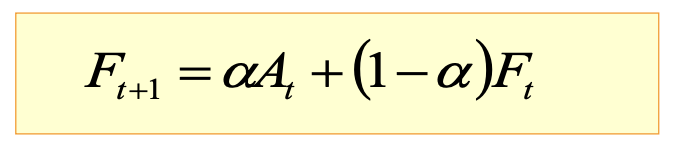 F_{t+1} = αA_t + (1 − α)F_t